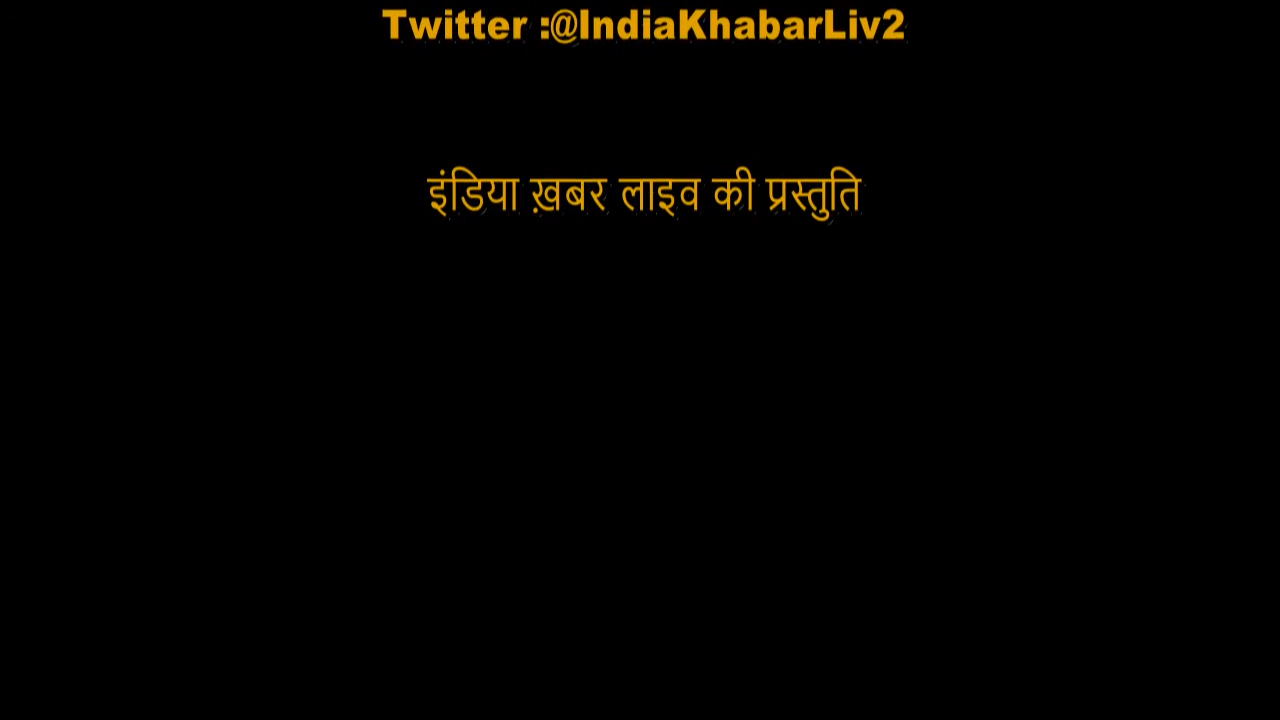 Twitter :@IndiaKhabarLiv2
इंडिया ख़बर लाइव की प्रस्तुति